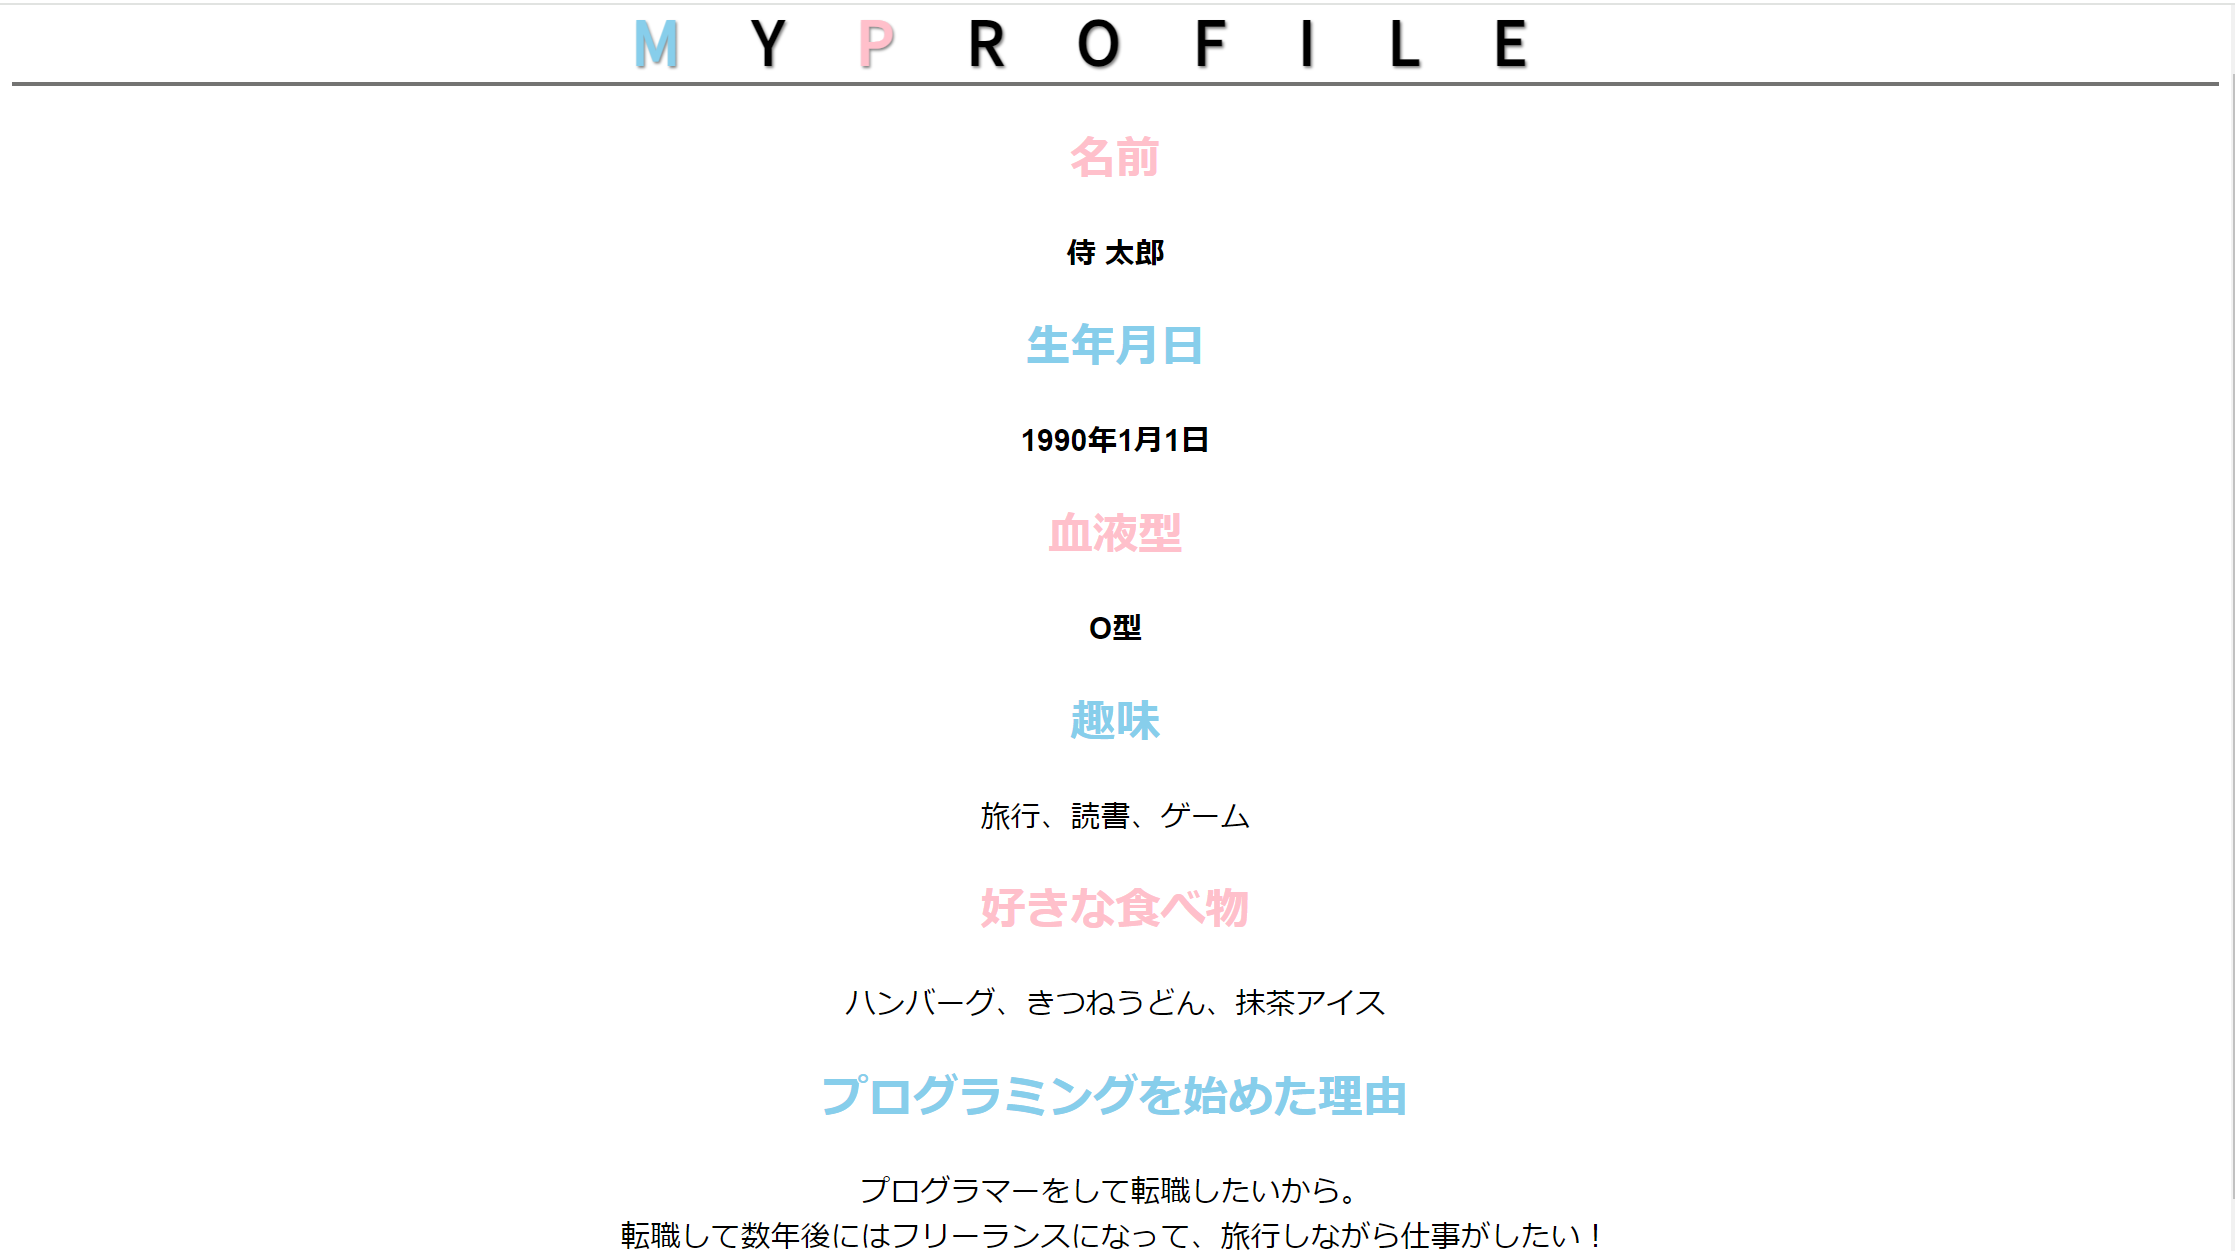 MYPROFILE
名前
侍 太郎
生年月日
1990年1月1日
血液型
O型
趣味
旅行、読書、ゲーム
好きな食べ物
ハンバーグ、きつねうどん、抹茶アイス
プログラミングを始めた理由
プログラマーをして転職したいから。
転職して数年後にはフリーランスになって、旅行しながら仕事がしたい！